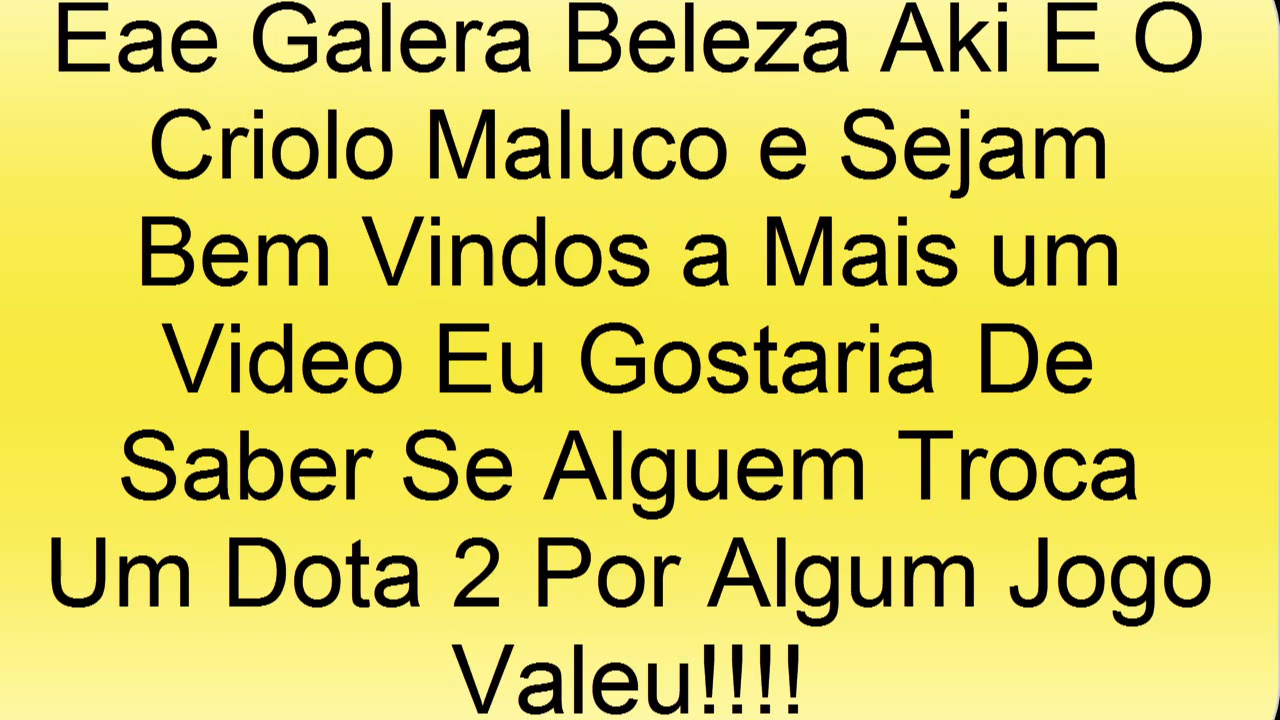 Eae Galera Beleza Aki E O
Criolo Maluco e Sejam
Bem Vindos a Mais um
Video Eu Gostaria De
Saber Se Alguem Troca
Um Dota 2 Por Algum Jogo
Valeu!!!!